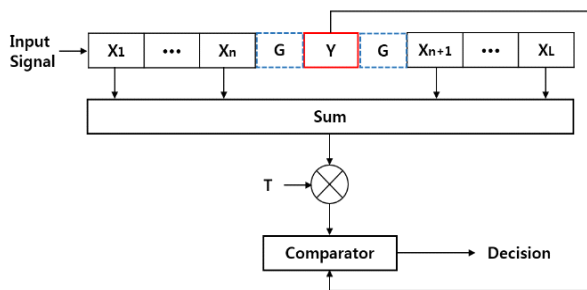 Input Signal
X1 ··· Xn G Y G Xn+1 ··· XL
Sum
T
Comparator Decision